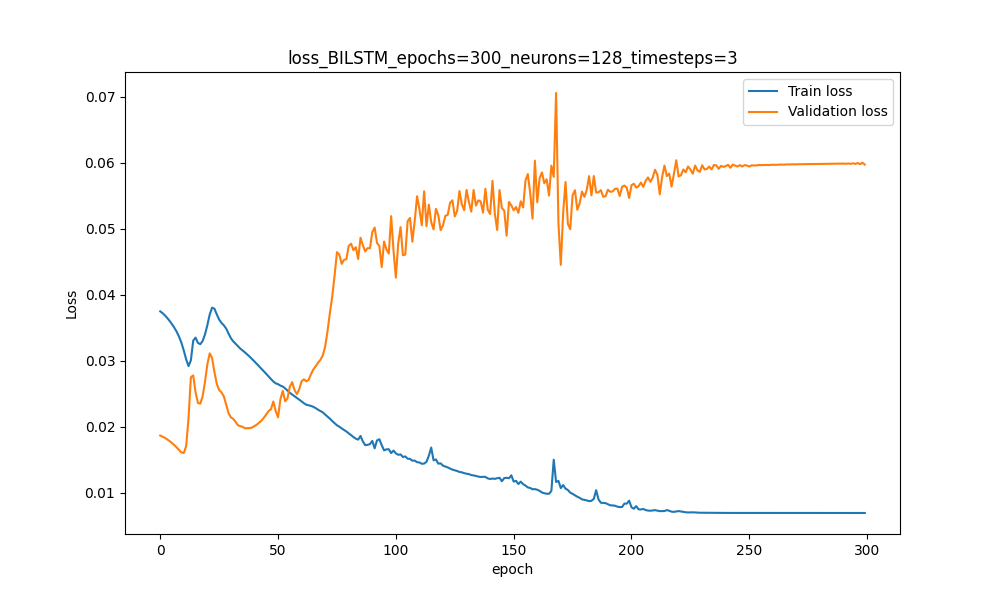 loss_BILSTM_epochs=300_neurons=128_timesteps=3
Train loss
Validation loss
0.07
0.06
0.05
0.04
0.03
0.02
0.01
Loss
0 50 100 150 200 250 300
epoch